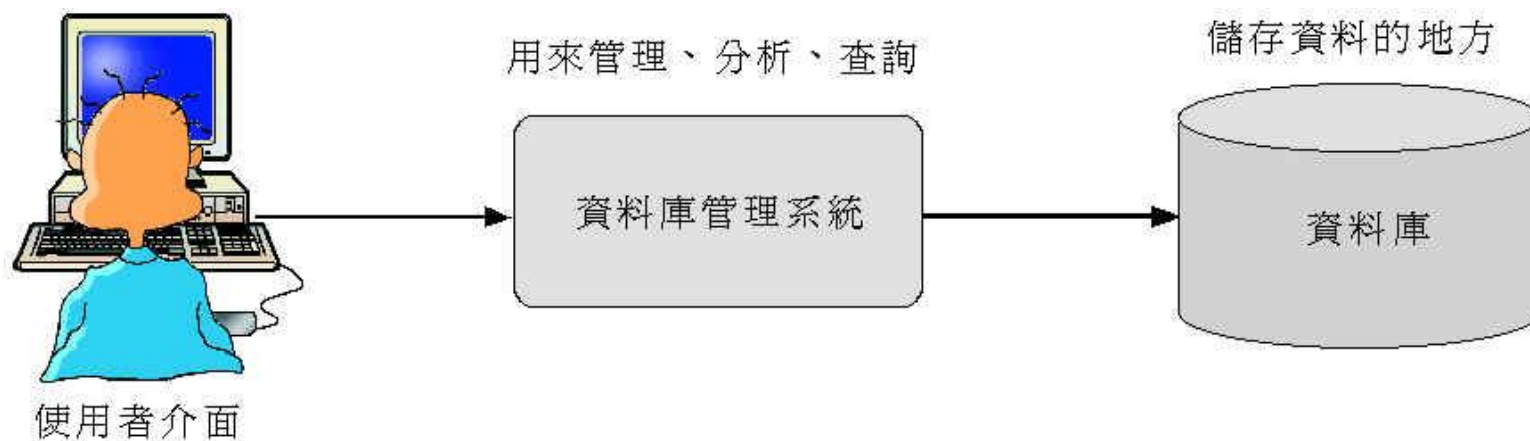 用來管理、分析、查詢
儲存資料的地方
資料庫管理系統
資料庫
使用者介面